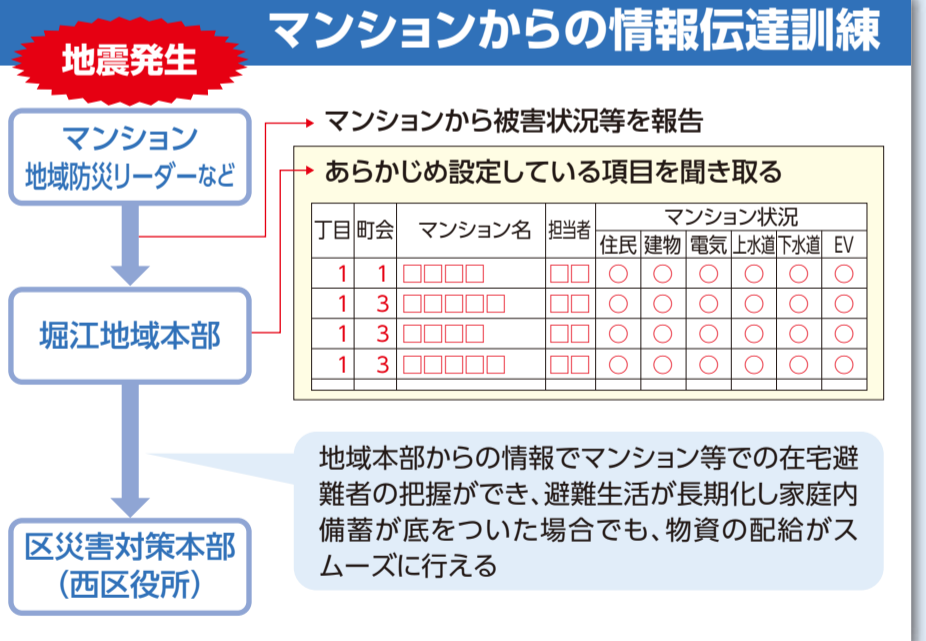 マンションからの情報伝達訓練
地震発生
マンション
地域防災リーダーなど
マンションから被害状況等を報告
あらかじめ設定している項目を聞き取る
丁目 町会 マンション名 担当者 マンション状況
住民 建物 電気 上水道 下水道 EV
1 1 □□□□ □□ ○ ○ ○ ○ ○ ○
1 3 □□□□□ □□ ○ ○ ○ ○ ○ ○
1 3 □□□□ □□ ○ ○ ○ ○ ○ ○
1 3 □□□□□ □□ ○ ○ ○ ○ ○ ○
堀江地域本部
地域本部からの情報でマンション等での在宅避
難者の把握ができ、避難生活が長期化し家庭内
備蓄が底をついた場合でも、物資の配給がス
ムーズに行える
区災害対策本部
（西区役所）